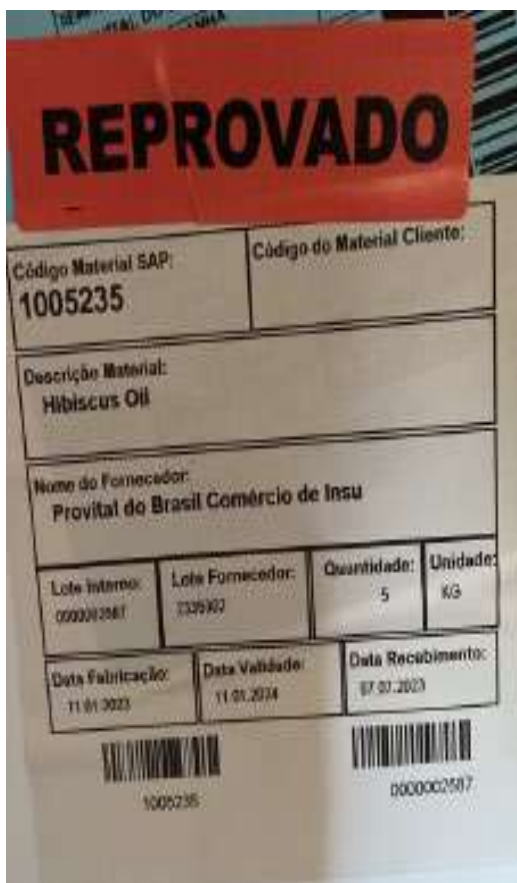 REPROVADO
Código Material SAP:
1005235
Código do Material Cliente:
Descrição Material:
Hibiscus Oil
Nome do Fornecedor:
Provital do Brasil Comércio de Insu
Lote Interno:
Lote Fornecedor:
Quantidade:
5
Unidade:
KG
Data Fabricação:
11.01.2023
Data Validade:
11.01.2024
Data Recebimento:
07.07.2023
1005235
0000002587